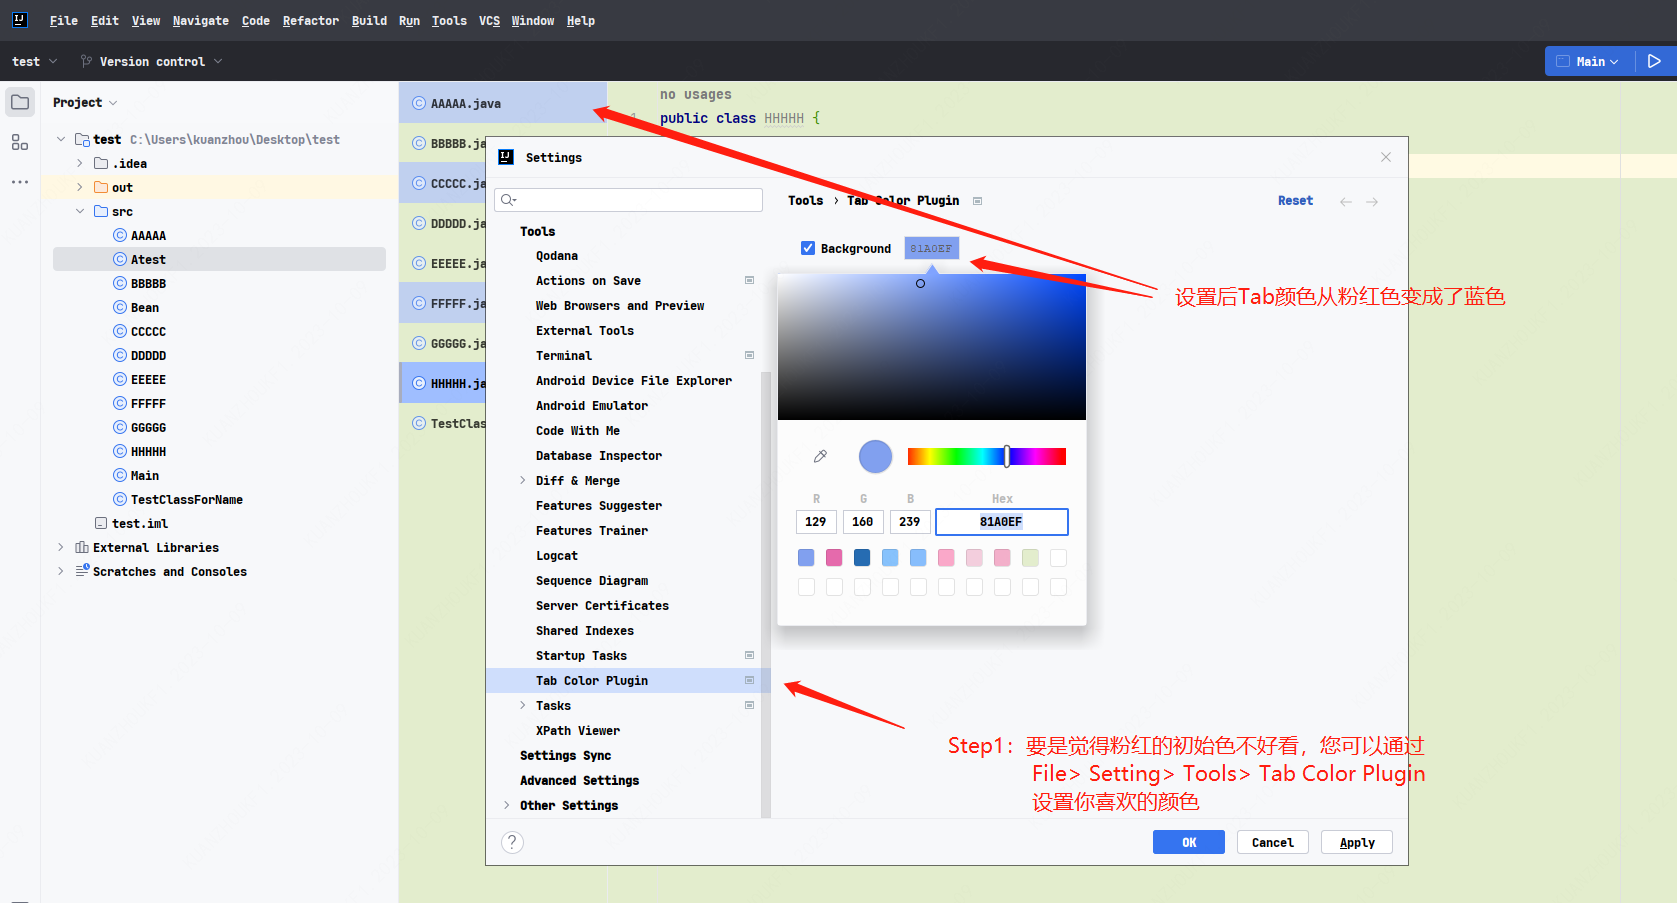 File Edit View Navigate Code Refactor Build Run Tools VCS Window Help
test Version control Main
Project
test C:\Users\kuanzhou\Desktop\test
.idea
out
src
AAAAA
Atest
BBBBB
Bean
CCCCC
DDDDD
EEEEE
FFFFF
GGGGG
HHHHH
Main
TestClassForName
test.iml
External Libraries
Scratches and Consoles
AAAAA.java
BBBBB.ja
CCCCC.ja
DDDDD.ja
EEEEE.ja
FFFFF.ja
GGGGG.ja
HHHHH.ja
TestClas
no usages
public class HHHHH {
Settings
Tools
Qodana
Actions on Save
Web Browsers and Preview
External Tools
Terminal
Android Device File Explorer
Android Emulator
Code With Me
Database Inspector
Diff & Merge
Features Suggester
Features Trainer
Logcat
Sequence Diagram
Server Certificates
Shared Indexes
Startup Tasks
Tab Color Plugin
Tasks
XPath Viewer
Settings Sync
Advanced Settings
Other Settings
Tools › Tab Color Plugin
Reset
Background 81A0EF
R G B Hex
129 160 239 81A0EF
设置后Tab颜色从粉红色变成了蓝色
Step1：要是觉得粉红的初始色不好看，您可以通过
File> Setting> Tools> Tab Color Plugin
设置你喜欢的颜色
?
OK Cancel Apply